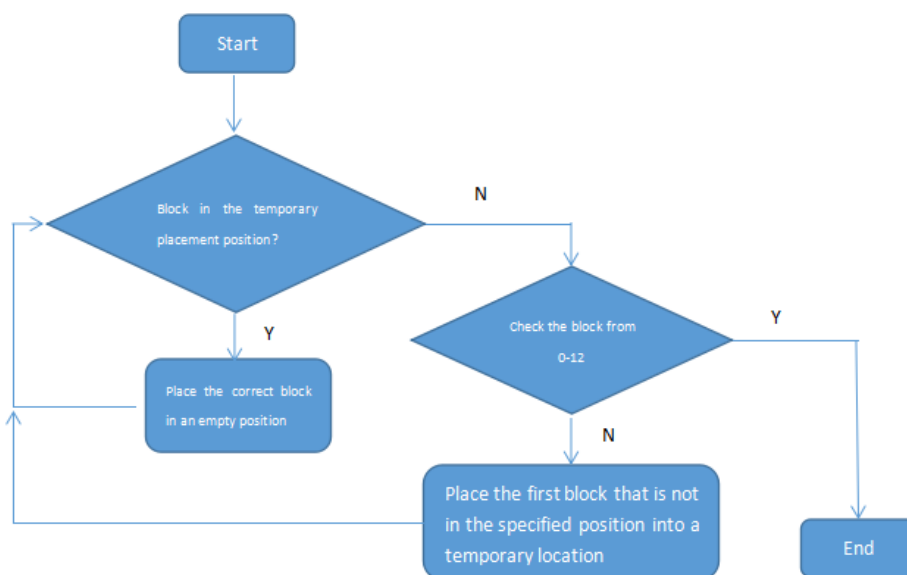 Start
N
Block in the temporary
placement position?
Y
Check the block from
0-12
Y
Place the correct block
in an empty position
N
Place the first block that is not
in the specified position into a
temporary location
End